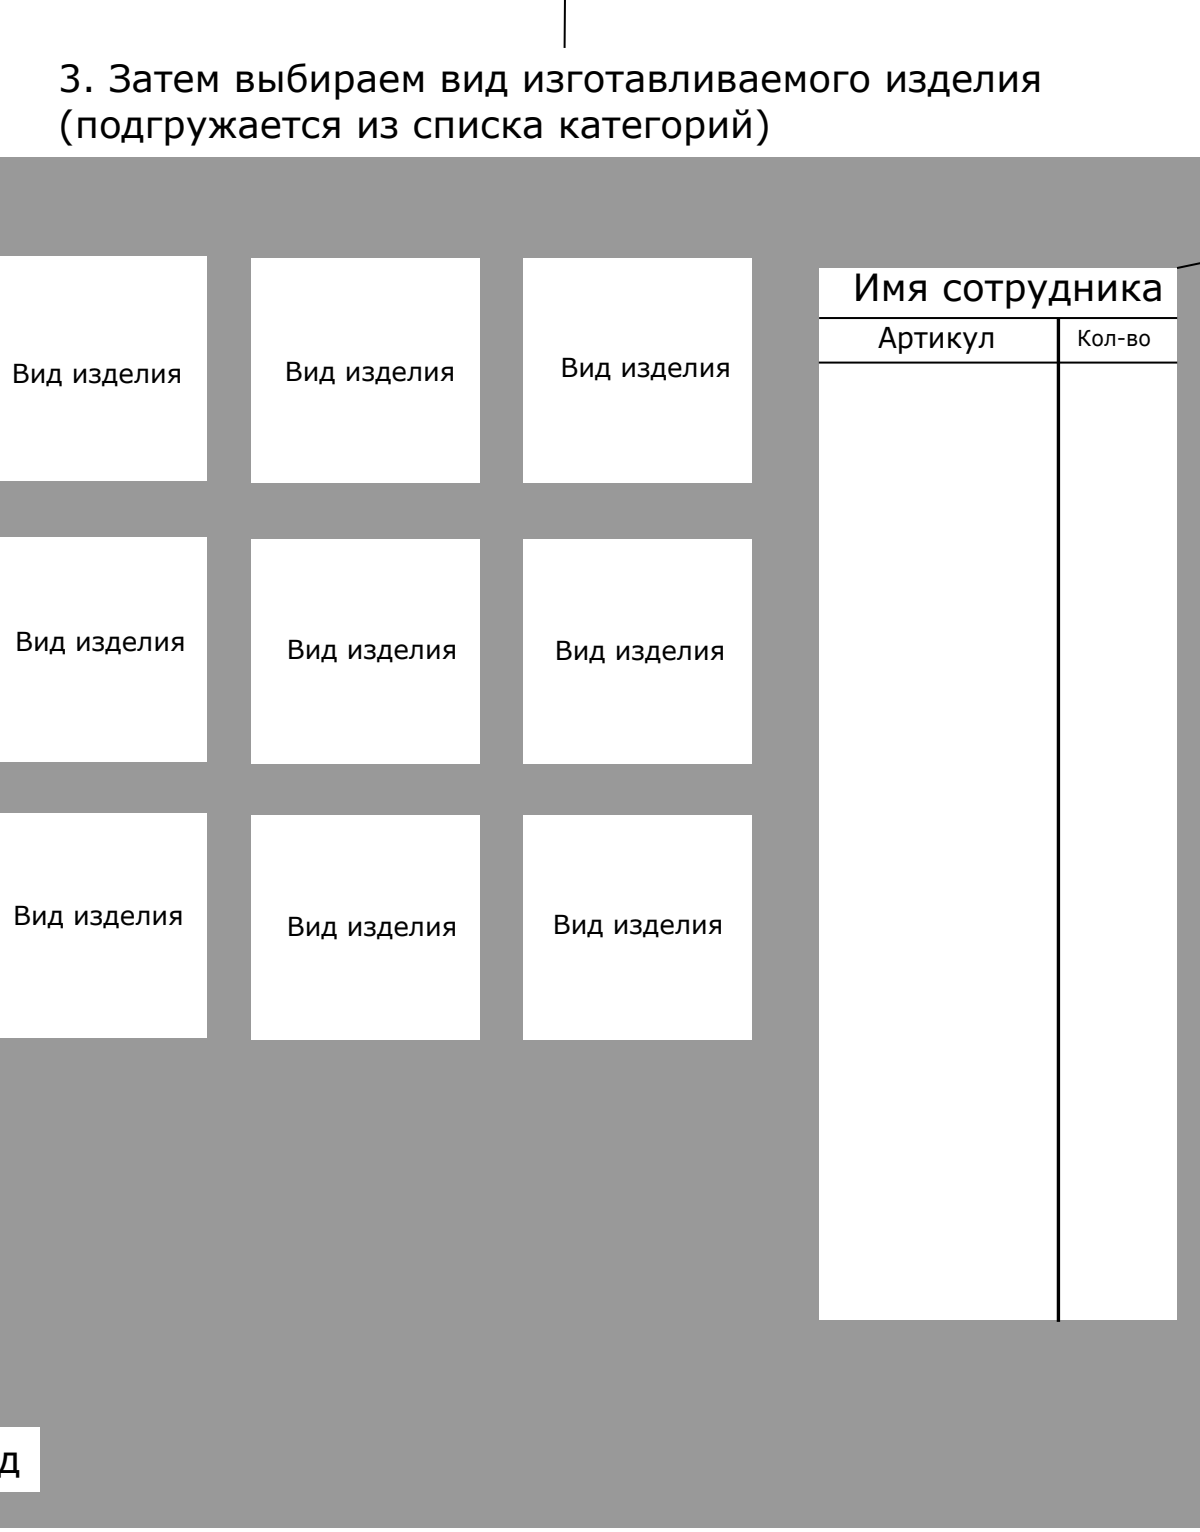 3. Затем выбираем вид изготавливаемого изделия
(подгружается из списка категорий)
Вид изделия
Вид изделия
Вид изделия
Имя сотрудника
Артикул
Кол-во
Вид изделия
Вид изделия
Вид изделия
Вид изделия
Вид изделия
Вид изделия